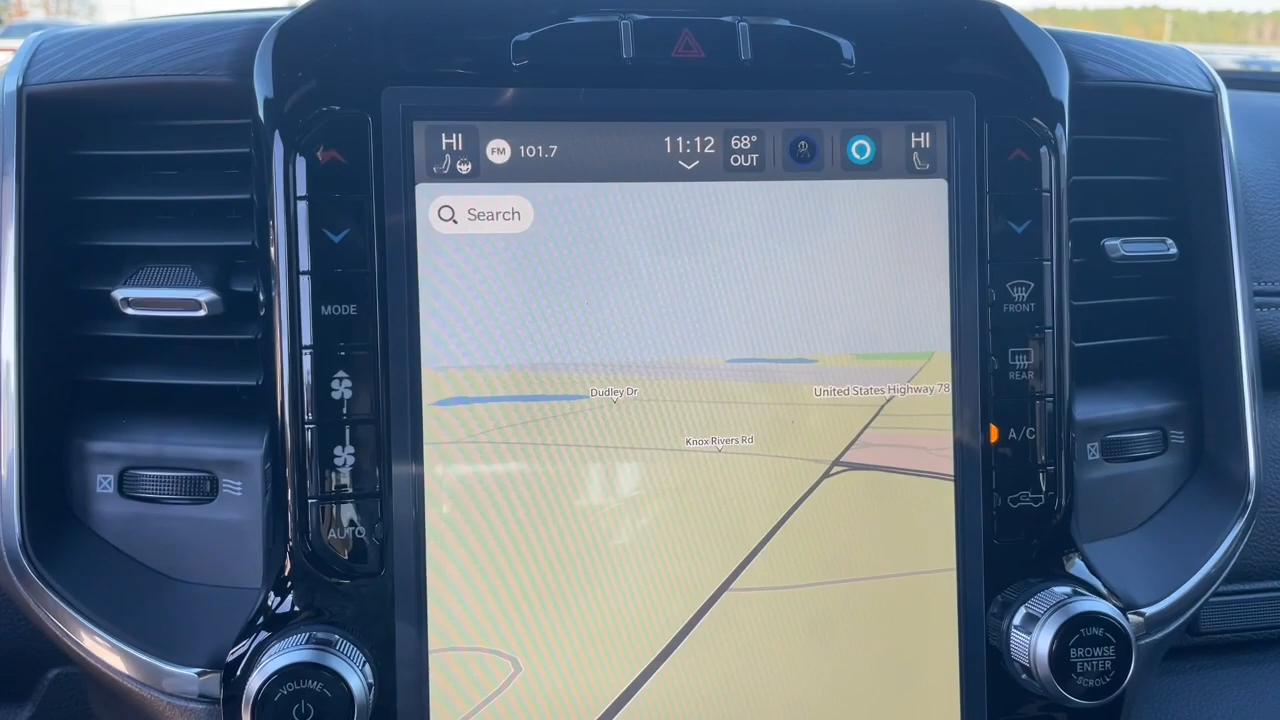 HI
FM 101.7
11:12
68°
OUT
HI
Search
MODE
FRONT
REAR
Dudley Dr
United States Highway 78
Knox Rivers Rd
A/C
AUTO
VOLUME
TUNE
BROWSE
ENTER
SCROLL